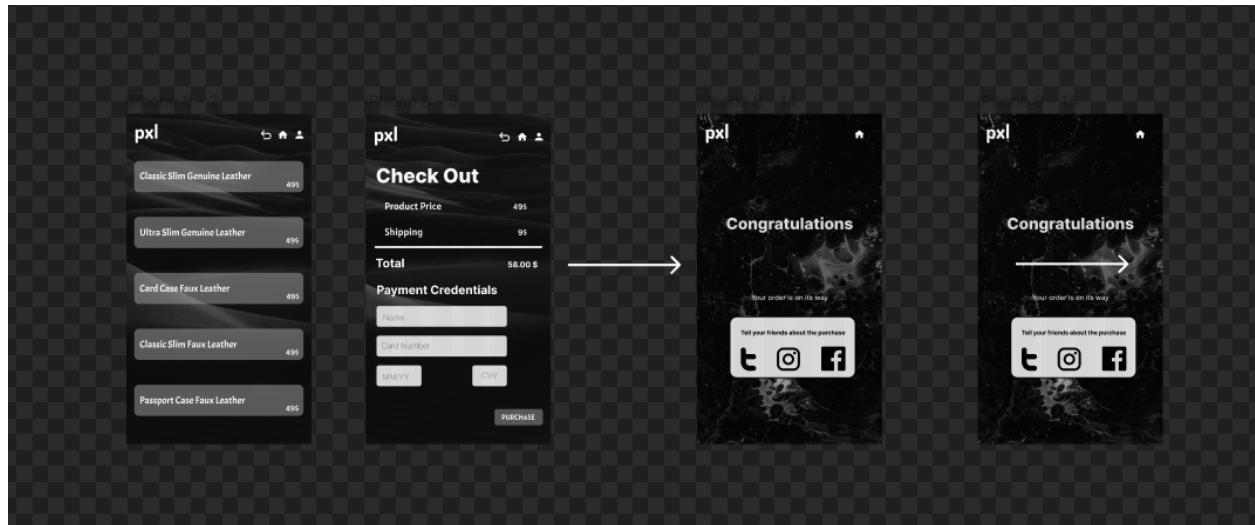 iPhone 8 - 2
pxl
Classic Slim Genuine Leather
49$
Ultra Slim Genuine Leather
49$
Card Case Faux Leather
49$
Classic Slim Faux Leather
49$
Passport Case Faux Leather
49$
pxl
Check Out
Product Price 49$
Shipping 9$
Total 58.00 $
Payment Credentials
Name
Card Number
MM/YY CVV
PURCHASE
pxl
Congratulations
Your order is on its way
Tell your friends about the purchase
pxl
Congratulations
Your order is on its way
Tell your friends about the purchase